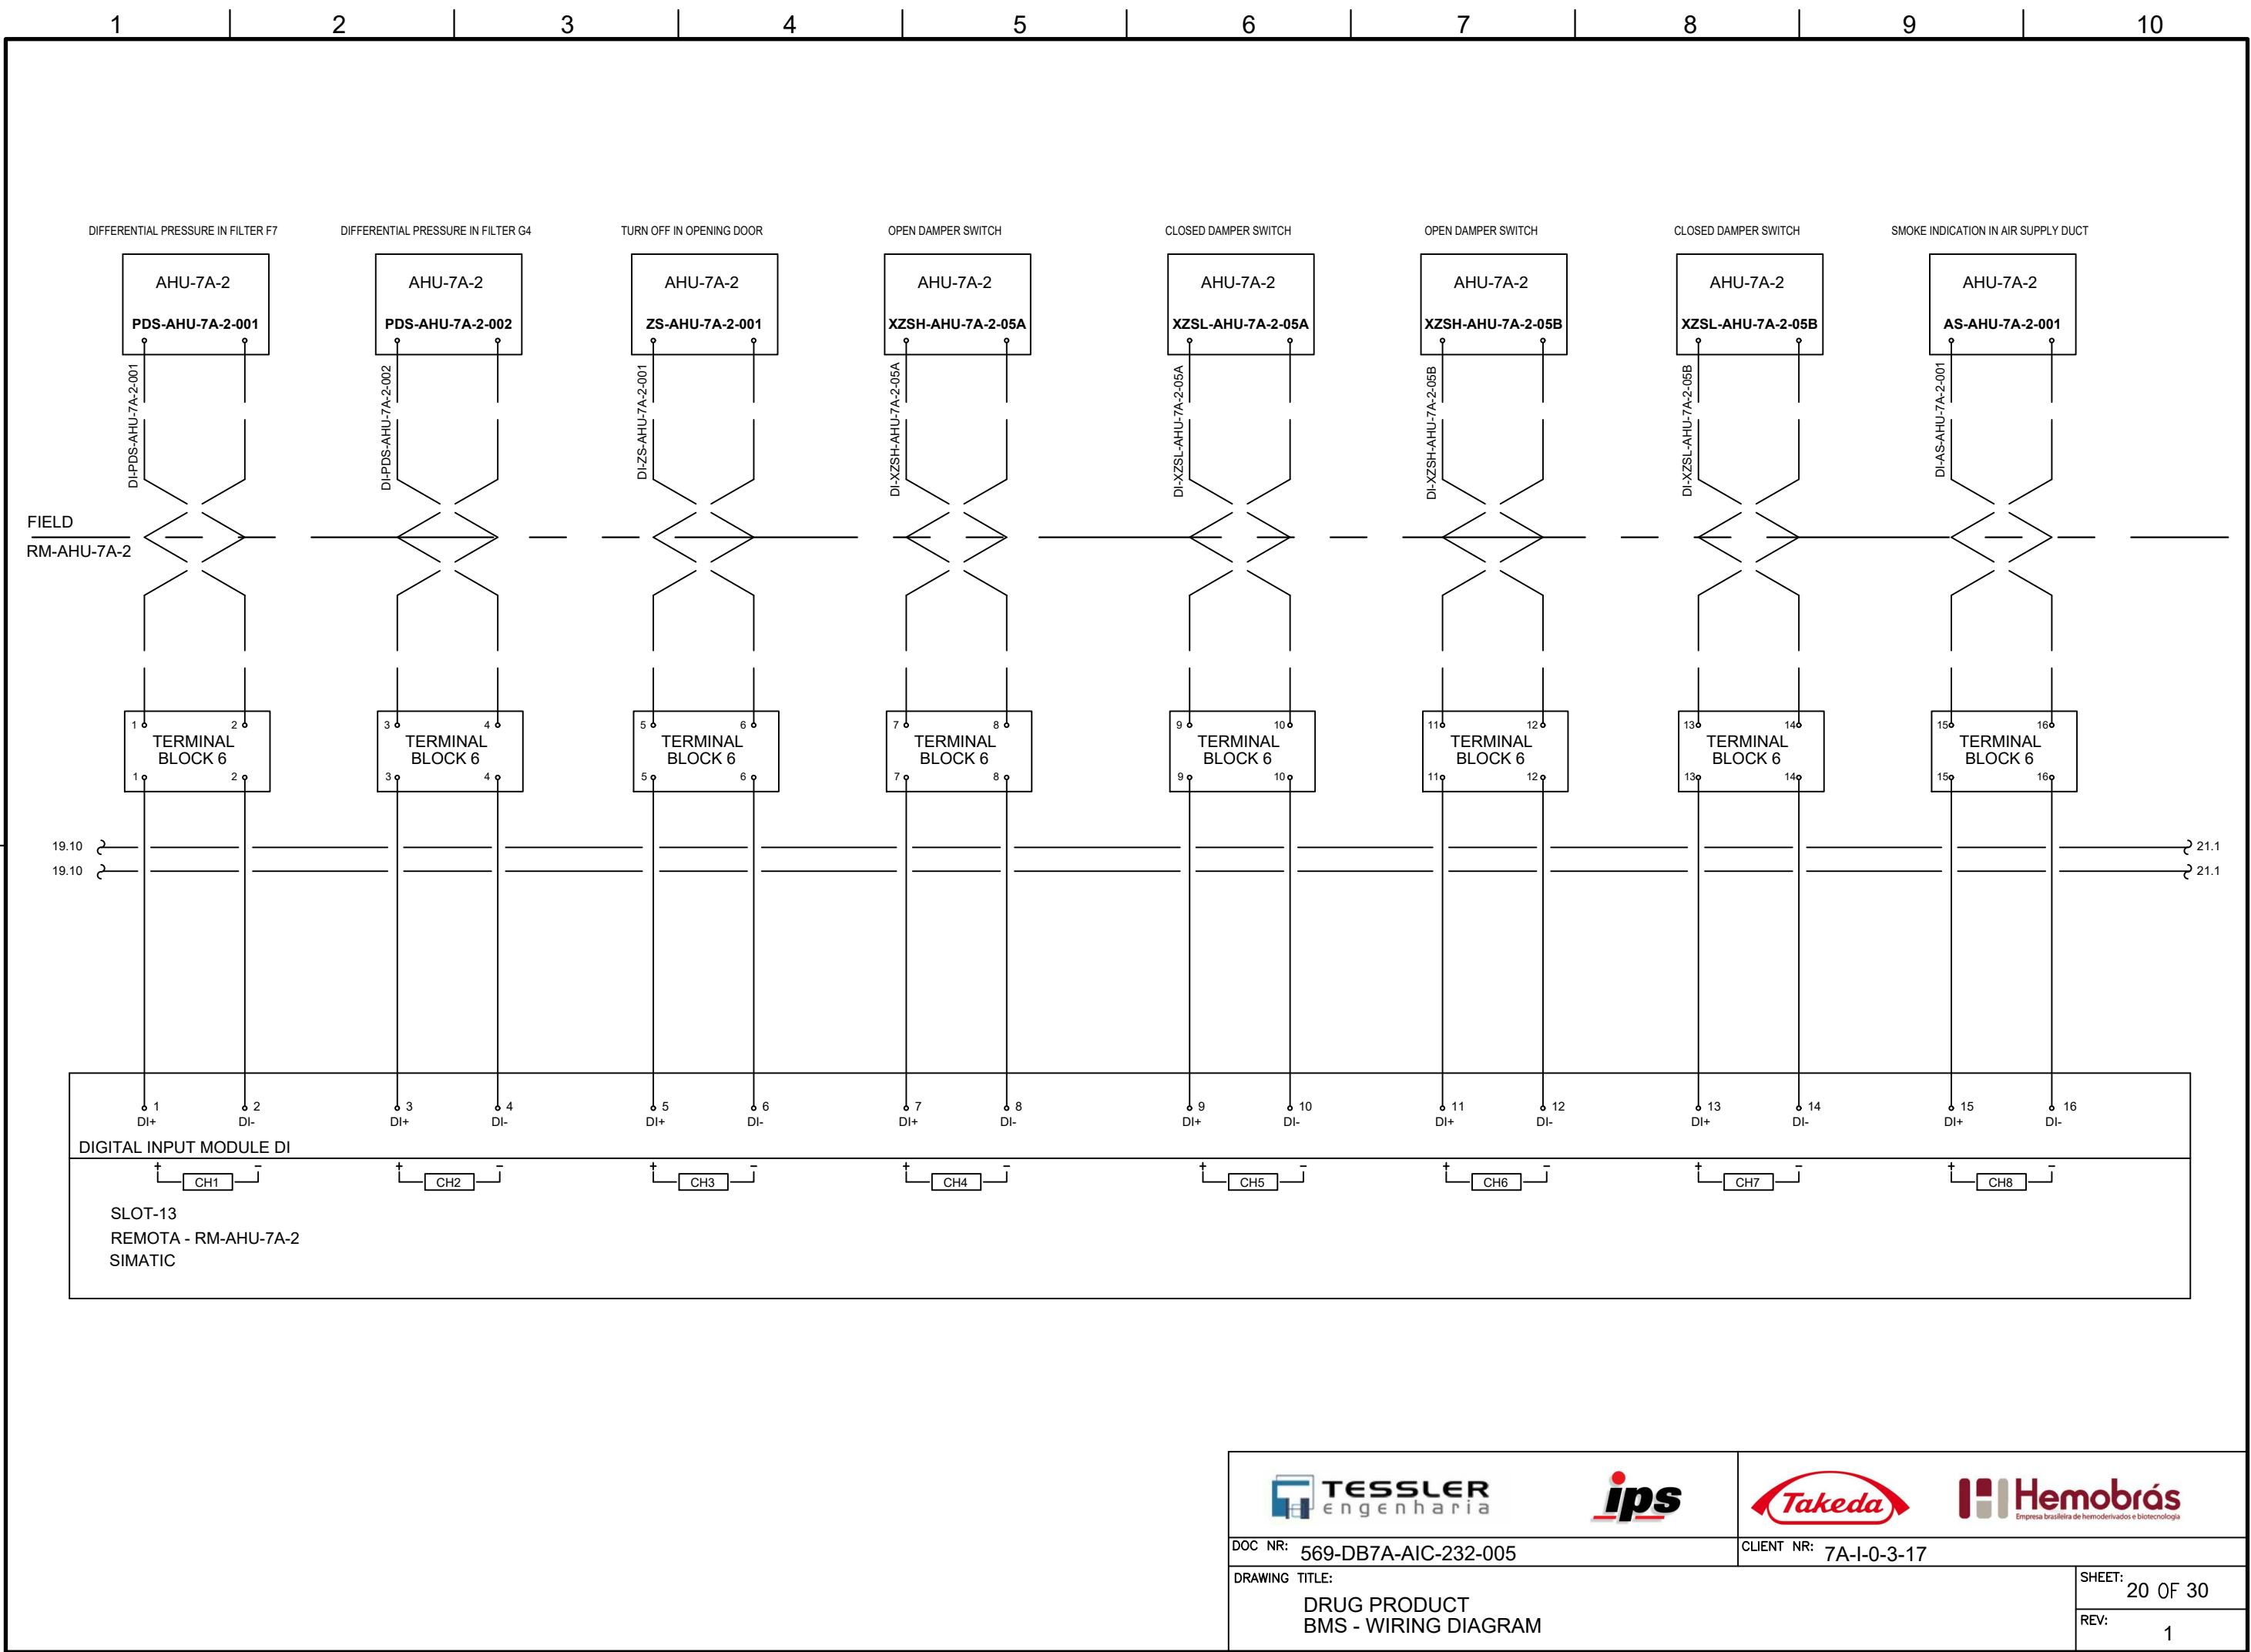 1 2 3 4 5 6 7 8 9 10
DIFFERENTIAL PRESSURE IN FILTER F7
DIFFERENTIAL PRESSURE IN FILTER G4
TURN OFF IN OPENING DOOR
OPEN DAMPER SWITCH
CLOSED DAMPER SWITCH
OPEN DAMPER SWITCH
CLOSED DAMPER SWITCH
SMOKE INDICATION IN AIR SUPPLY DUCT
AHU-7A-2
PDS-AHU-7A-2-001
AHU-7A-2
PDS-AHU-7A-2-002
AHU-7A-2
ZS-AHU-7A-2-001
AHU-7A-2
XZSH-AHU-7A-2-05A
AHU-7A-2
XZSL-AHU-7A-2-05A
AHU-7A-2
XZSH-AHU-7A-2-05B
AHU-7A-2
XZSL-AHU-7A-2-05B
AHU-7A-2
AS-AHU-7A-2-001
DI-PDS-AHU-7A-2-001
DI-PDS-AHU-7A-2-002
DI-ZS-AHU-7A-2-001
DI-XZSH-AHU-7A-2-05A
DI-XZSL-AHU-7A-2-05A
DI-XZSH-AHU-7A-2-05B
DI-XZSL-AHU-7A-2-05B
DI-AS-AHU-7A-2-001
FIELD
RM-AHU-7A-2
1 2
TERMINAL
BLOCK 6
1 2
3 4
TERMINAL
BLOCK 6
3 4
5 6
TERMINAL
BLOCK 6
5 6
7 8
TERMINAL
BLOCK 6
7 8
9 10
TERMINAL
BLOCK 6
9 10
11 12
TERMINAL
BLOCK 6
11 12
13 14
TERMINAL
BLOCK 6
13 14
15 16
TERMINAL
BLOCK 6
15 16
19.10 21.1
19.10 21.1
1 2 3 4 5 6 7 8 9 10 11 12 13 14 15 16
DI+ DI- DI+ DI- DI+ DI- DI+ DI- DI+ DI- DI+ DI- DI+ DI- DI+ DI-
DIGITAL INPUT MODULE DI
+ - + - + - + - + - + - + - + -
CH1 CH2 CH3 CH4 CH5 CH6 CH7 CH8
SLOT-13
REMOTA - RM-AHU-7A-2
SIMATIC
TESSLER
engenharia
ips
Takeda
Hemobrás
Empresa brasileira de hemoderivados e biotecnologia
DOC NR: 569-DB7A-AIC-232-005
CLIENT NR: 7A-I-0-3-17
DRAWING TITLE:
DRUG PRODUCT
BMS - WIRING DIAGRAM
SHEET: 20 OF 30
REV: 1